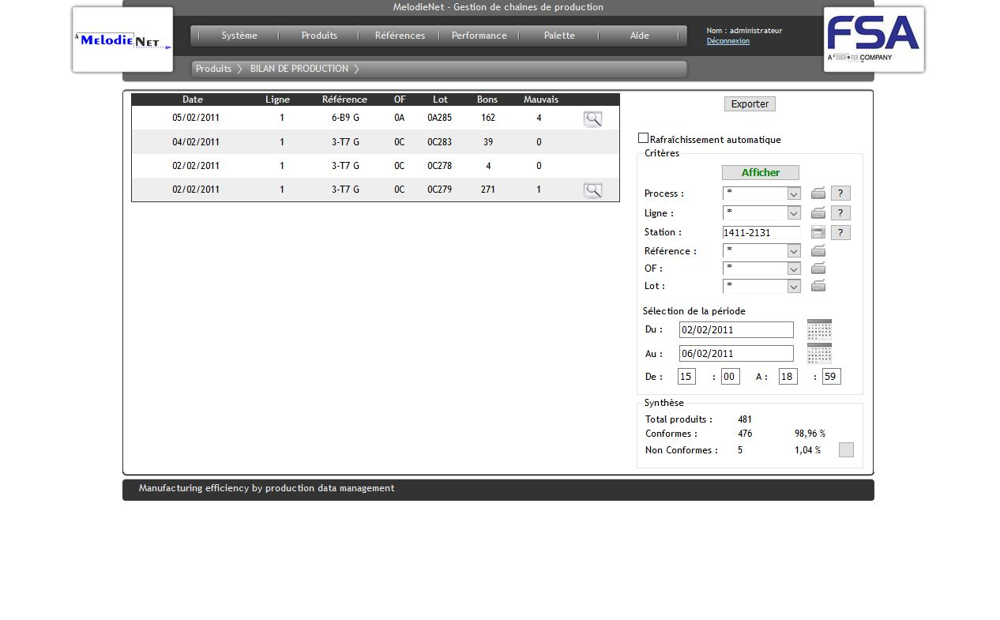 MelodieNet - Gestion de chaînes de production
MELODIE NET
Système Produits Références Performance Palette Aide
Nom : administrateur
Déconnexion
FSA
COMPANY
Produits BILAN DE PRODUCTION
Date Ligne Référence OF Lot Bons Mauvais
05/02/2011 1 6-B9 G 0A 0A285 162 4
04/02/2011 1 3-T7 G 0C 0C283 39 0
02/02/2011 1 3-T7 G 0C 0C278 4 0
02/02/2011 1 3-T7 G 0C 0C279 271 1
Exporter
Rafraîchissement automatique
Critères
Afficher
Process : * ?
Ligne : * ?
Station : 1411-2131 ?
Référence : *
OF : *
Lot : *
Sélection de la période
Du : 02/02/2011
Au : 06/02/2011
De : 15 : 00 A : 18 : 59
Synthèse
Total produits : 481
Conformes : 476 98,96 %
Non Conformes : 5 1,04 %
Manufacturing efficiency by production data management